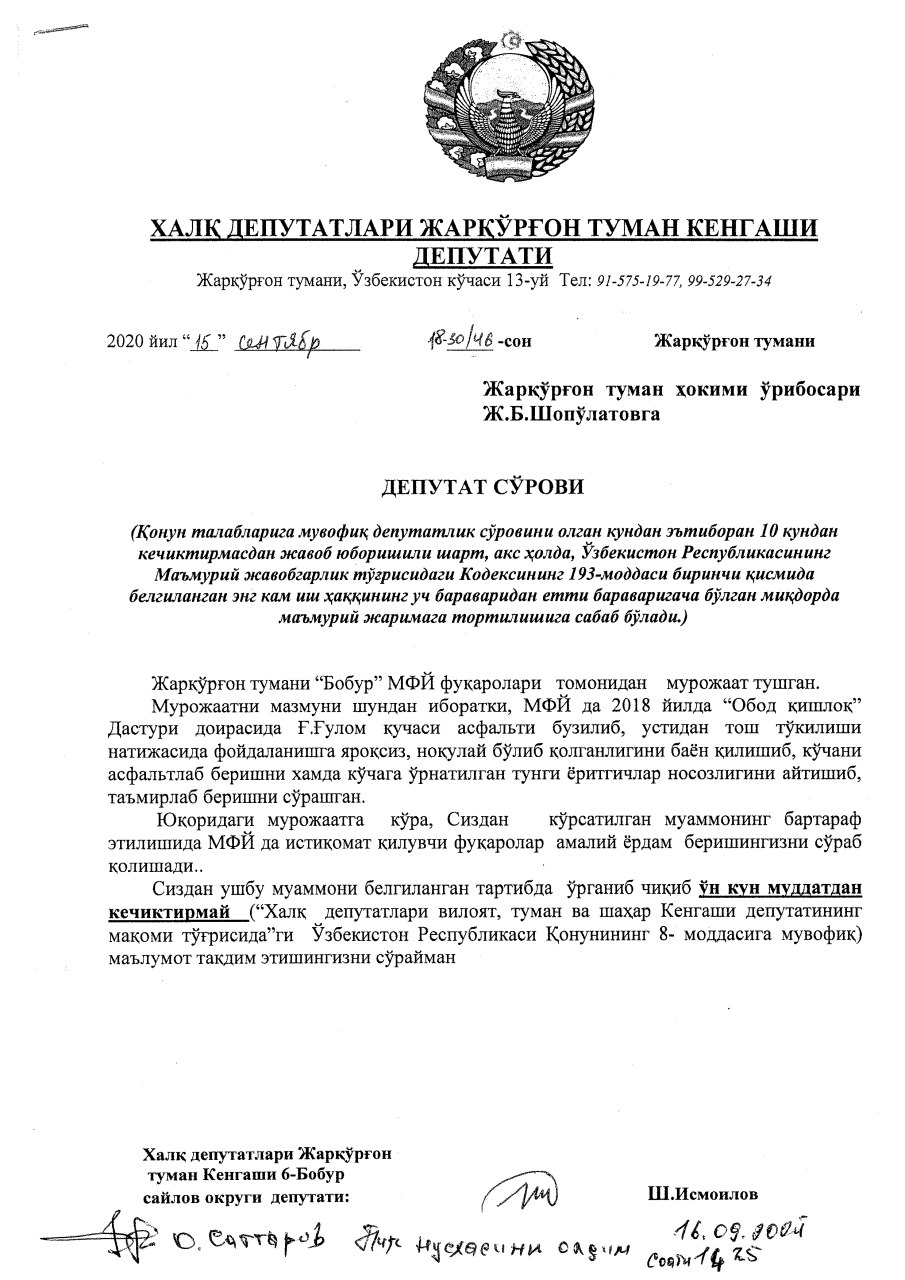 ХАЛҚ ДЕПУТАТЛАРИ ЖАРҚЎРҒОН ТУМАН КЕНГАШИ
ДЕПУТАТИ
Жарқўрғон тумани, Ўзбекистон кўчаси 13-уй Тел: 91-575-19-77, 99-529-27-34
2020 йил “15” сентябр 18-30/46 -сон Жарқўрғон тумани
Жарқўрғон туман ҳокими ўрибосари
Ж.Б.Шопўлатовга
ДЕПУТАТ СЎРОВИ
(Қонун талабларига мувофиқ депутатлик сўровини олган кундан эътиборан 10 кундан
кечиктирмасдан жавоб юборишили шарт, акс ҳолда, Ўзбекистон Республикасининг
Маъмурий жавобгарлик тўғрисидаги Кодексининг 193-моддаси биринчи қисмида
белгиланган энг кам иш ҳаққининг уч бараваридан етти бараваригача бўлган миқдорда
маъмурий жаримага тортилишига сабаб бўлади.)
Жарқўрғон тумани “Бобур” МФЙ фуқаролари томонидан мурожаат тушган.
Мурожаатни мазмуни шундан иборатки, МФЙ да 2018 йилда “Обод қишлоқ”
Дастури доирасида Ғ.Ғулом қучаси асфальти бузилиб, устидан тош тўкилиши
натижасида фойдаланишга яроқсиз, ноқулай бўлиб қолганлигини баён қилишиб, кўчани
асфальтлаб беришни хамда кўчага ўрнатилган тунги ёритгичлар носозлигини айтишиб,
таъмирлаб беришни сўрашган.
Юқоридаги мурожаатга кўра, Сиздан кўрсатилган муаммонинг бартараф
этилишида МФЙ да истиқомат қилувчи фуқаролар амалий ёрдам беришингизни сўраб
қолишади..
Сиздан ушбу муаммони белгиланган тартибда ўрганиб чиқиб ўн кун муддатдан
кечиктирмай (“Халқ депутатлари вилоят, туман ва шаҳар Кенгаши депутатининг
мақоми тўғрисида”ги Ўзбекистон Республикаси Қонунининг 8- моддасига мувофиқ)
маълумот тақдим этишингизни сўрайман
Халқ депутатлари Жарқўрғон
туман Кенгаши 6-Бобур
сайлов округи депутати: Ш.Исмоилов
О. Саттаров нусхасини олдим 16.09.2020й
соат 14 25